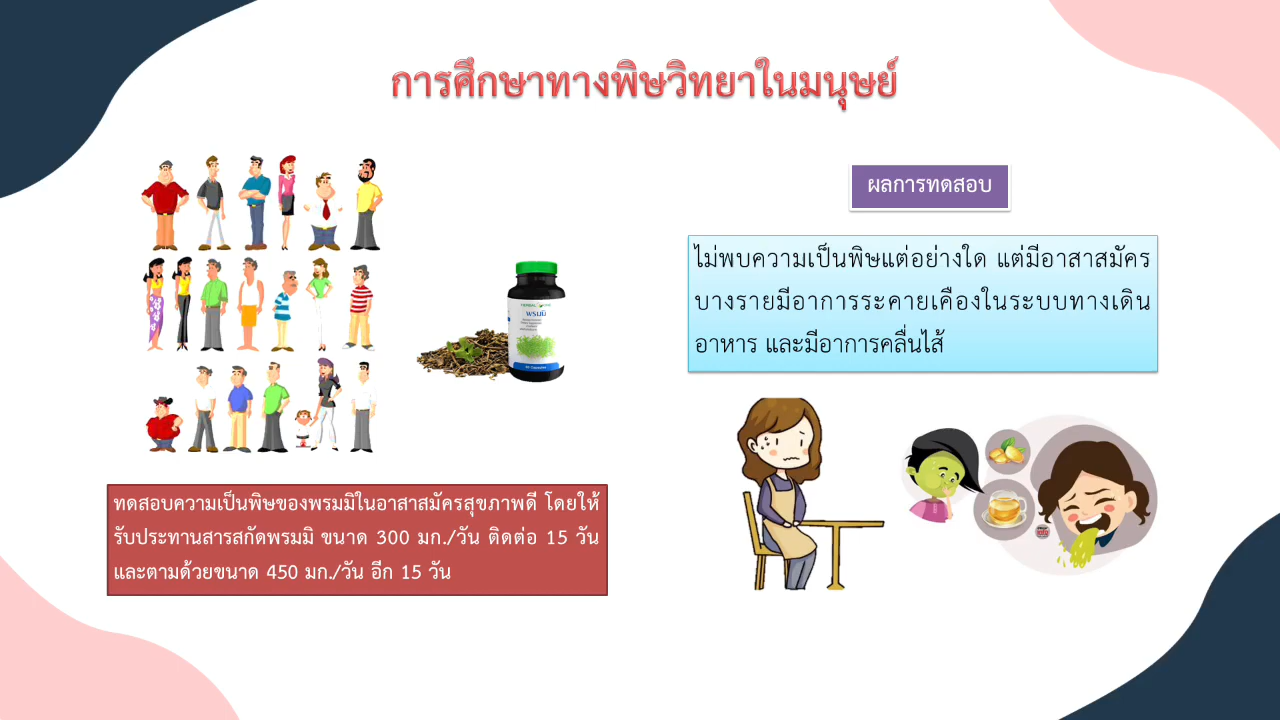 การศึกษาทางพิษวิทยาในมนุษย์
ผลการทดสอบ
ไม่พบความเป็นพิษแต่อย่างใด แต่มีอาสาสมัคร
บางรายมีอาการระคายเคืองในระบบทางเดิน
อาหาร และมีอาการคลื่นไส้
HERBAL
พรมมิ
60 Capsules
ทดสอบความเป็นพิษของพรมมิในอาสาสมัครสุขภาพดี โดยให้
รับประทานสารสกัดพรมมิ ขนาด 300 มก./วัน ติดต่อ 15 วัน
และตามด้วยขนาด 450 มก./วัน อีก 15 วัน